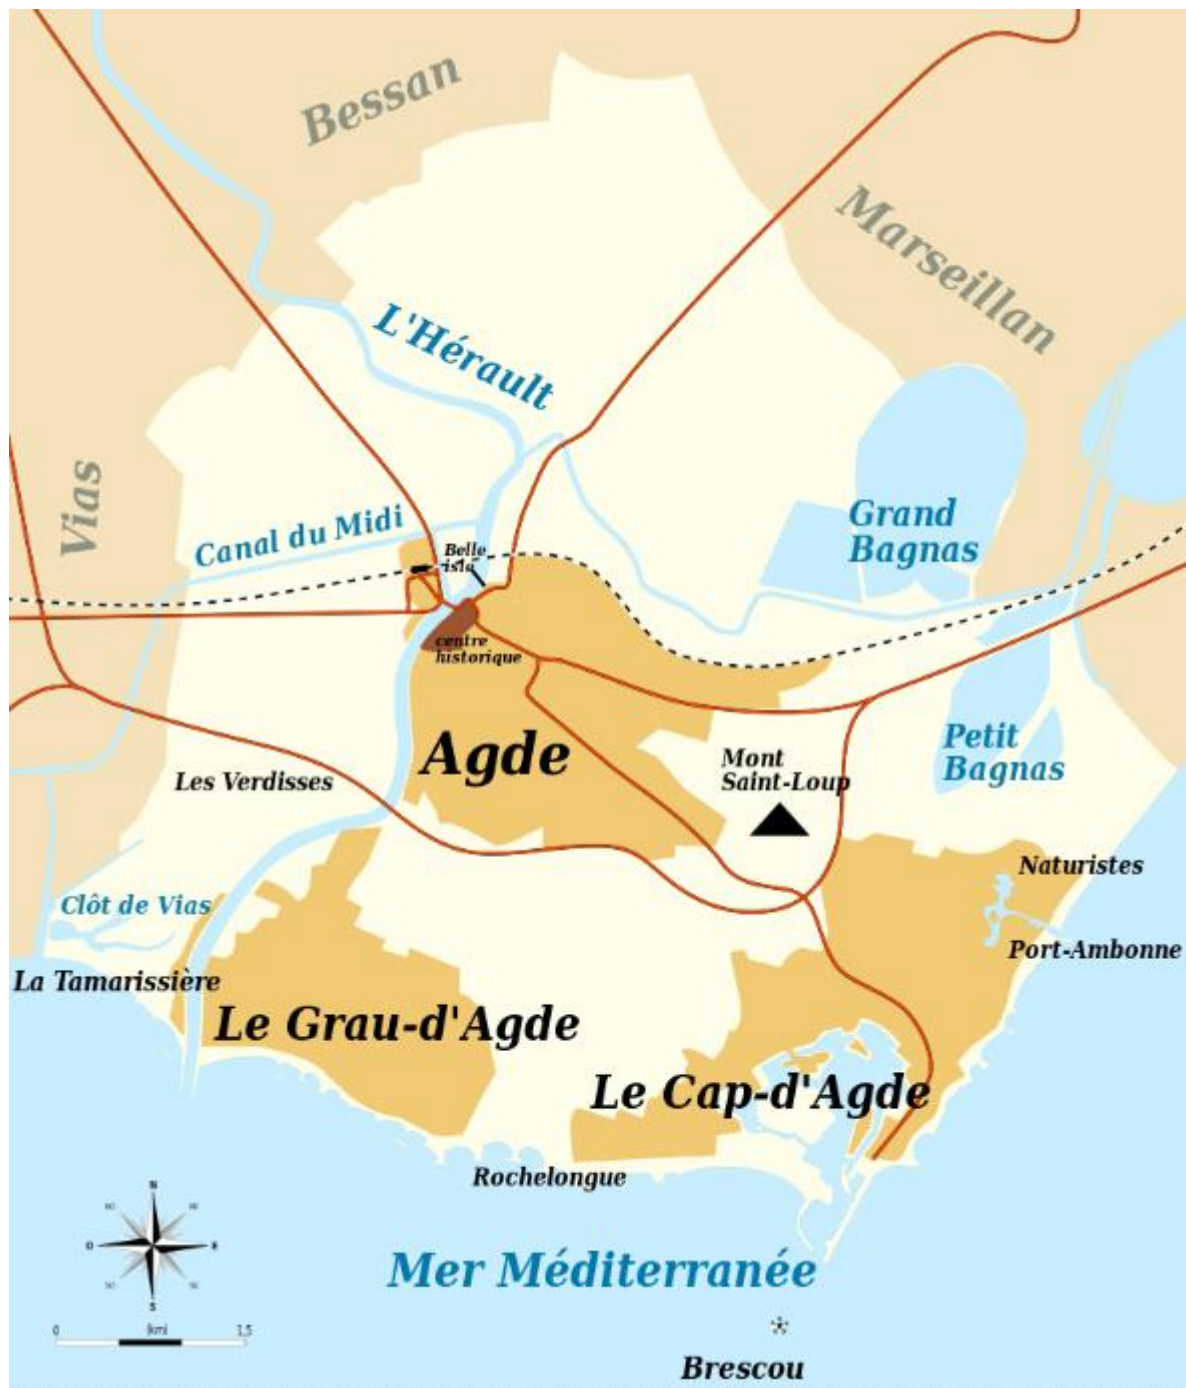 Bessan
Marseillan
L'Hérault
Vias
Canal du Midi
Grand
Bagnas
Belle
isle
centre
historique
Agde
Petit
Bagnas
Mont
Saint-Loup
Les Verdisses
Naturistes
Clôt de Vias
Port-Ambonne
La Tamarissière
Le Grau-d'Agde
Le Cap-d'Agde
Rochelongue
N
O
E
S
Mer Méditerranée
0 (km) 1,5
Brescou